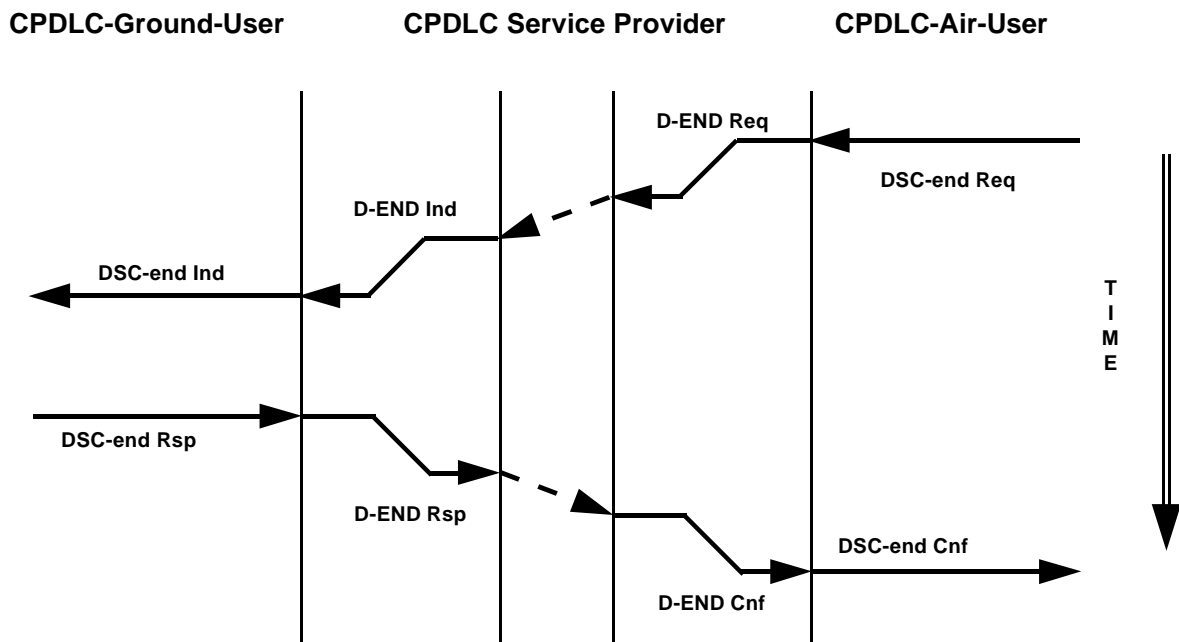 CPDLC-Ground-User
CPDLC Service Provider
CPDLC-Air-User
D-END Req
DSC-end Req
D-END Ind
DSC-end Ind
T
I
M
E
DSC-end Rsp
D-END Rsp
DSC-end Cnf
D-END Cnf